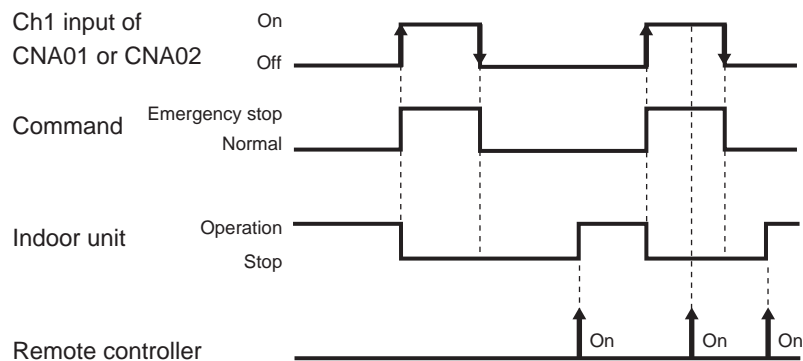 Ch1 input of
CNA01 or CNA02
On
Off
Command
Emergency stop
Normal
Indoor unit
Operation
Stop
Remote controller
On
On
On